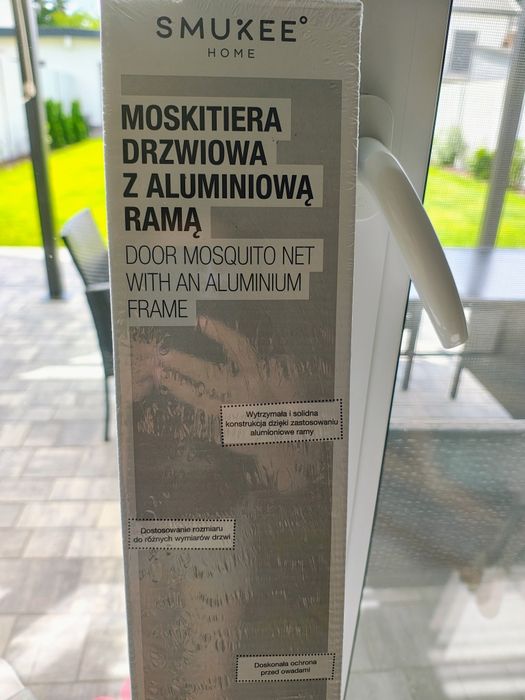 SMUKEE°
HOME
MOSKITIERA
DRZWIOWA
Z ALUMINIOWĄ
RAMĄ
DOOR MOSQUITO NET
WITH AN ALUMINIUM
FRAME
Wytrzymała i solidna
konstrukcja dzięki zastosowaniu
alumioniowe ramy
Dostosowanie rozmiaru
do różnych wymiarów drzwi
Doskonała ochrona
przed owadami